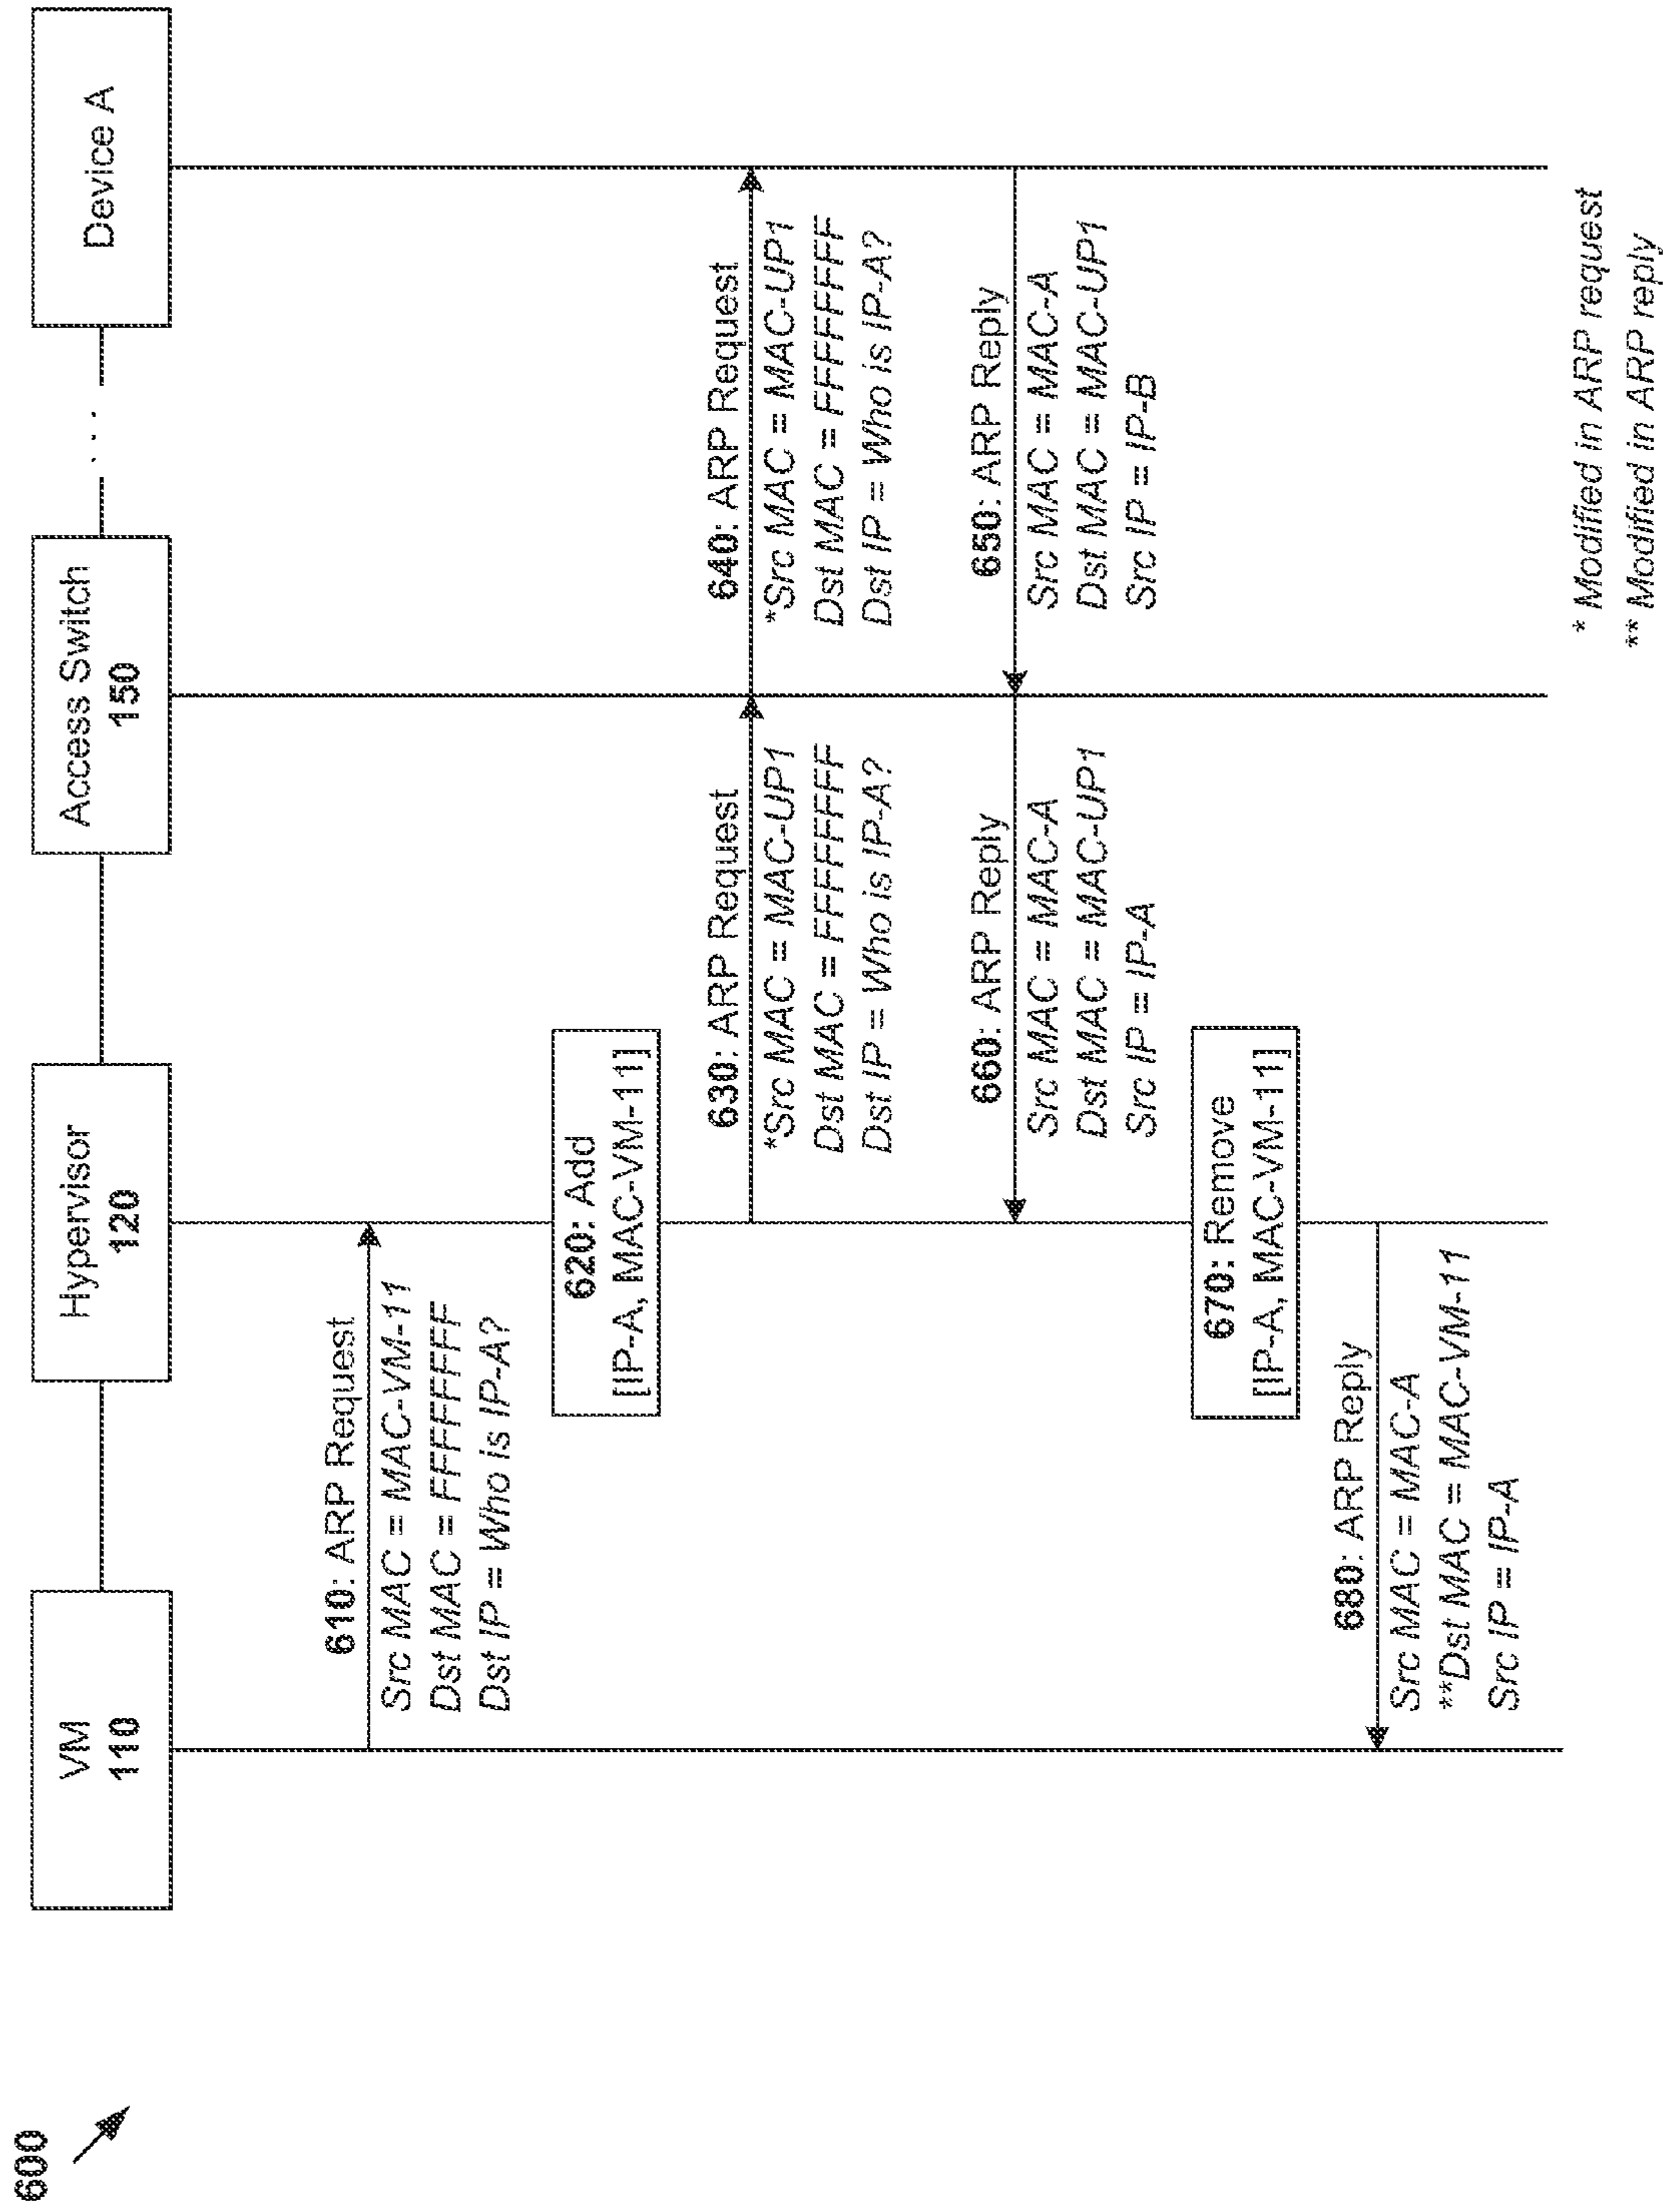 600
VM
110
Hypervisor
120
Access Switch
150
. . .
Device A
610: ARP Request
Src MAC = MAC-VM-11
Dst MAC = FFFFFFFF
Dst IP = Who is IP-A?
620: Add
[IP-A, MAC-VM-11]
630: ARP Request
*Src MAC = MAC-UP1
Dst MAC = FFFFFFFF
Dst IP = Who is IP-A?
640: ARP Request
*Src MAC = MAC-UP1
Dst MAC = FFFFFFFF
Dst IP = Who is IP-A?
650: ARP Reply
Src MAC = MAC-A
Dst MAC = MAC-UP1
Src IP = IP-B
660: ARP Reply
Src MAC = MAC-A
Dst MAC = MAC-UP1
Src IP = IP-A
670: Remove
[IP-A, MAC-VM-11]
680: ARP Reply
Src MAC = MAC-A
**Dst MAC = MAC-VM-11
Src IP = IP-A
* Modified in ARP request
** Modified in ARP reply